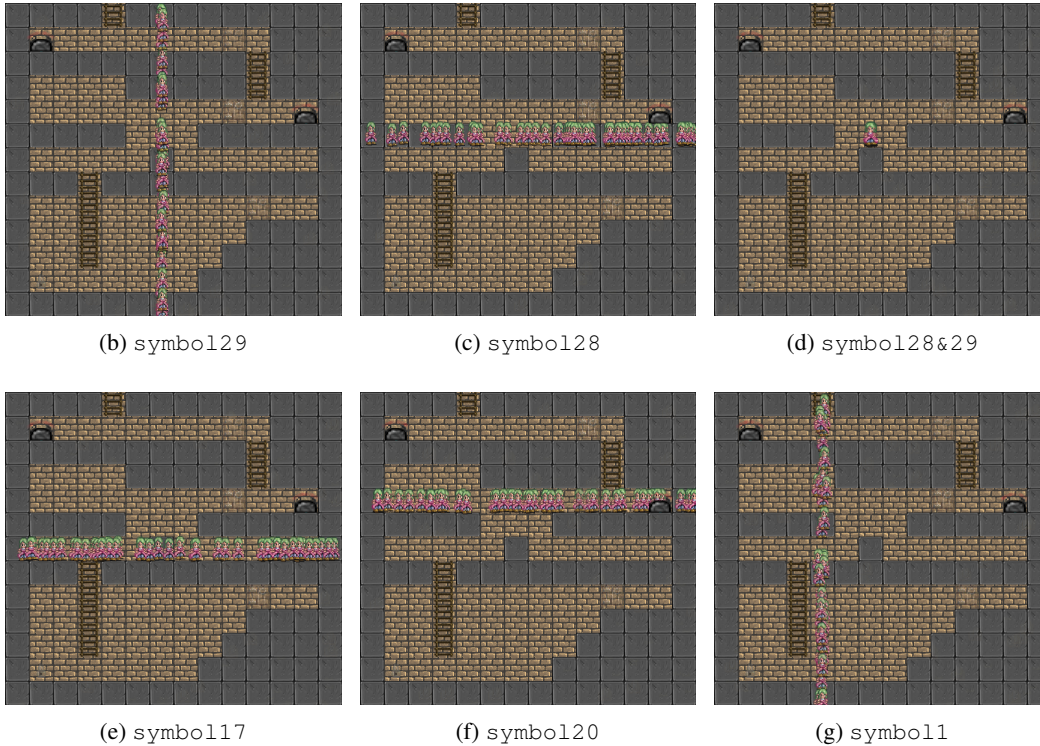 (b) symbol29
(c) symbol28
(d) symbol28&29
(e) symbol17
(f) symbol20
(g) symbol1